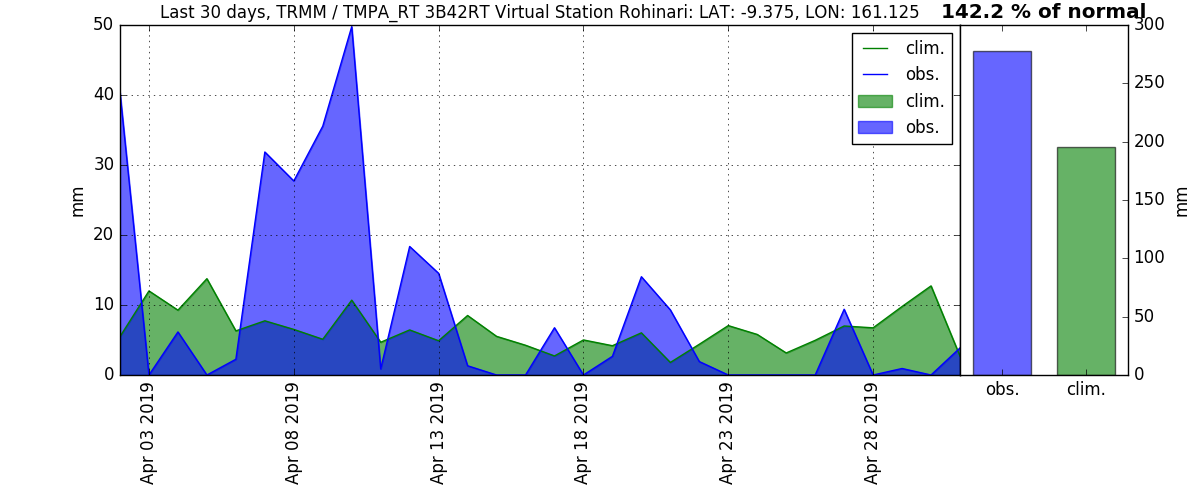 Last 30 days, TRMM / TMPA_RT 3B42RT Virtual Station Rohinari: LAT: -9.375, LON: 161.125
142.2 % of normal
50
40
30
20
10
0
mm
clim.
obs.
clim.
obs.
Apr 03 2019
Apr 08 2019
Apr 13 2019
Apr 18 2019
Apr 23 2019
Apr 28 2019
300
250
200
150
100
50
0
mm
obs.
clim.